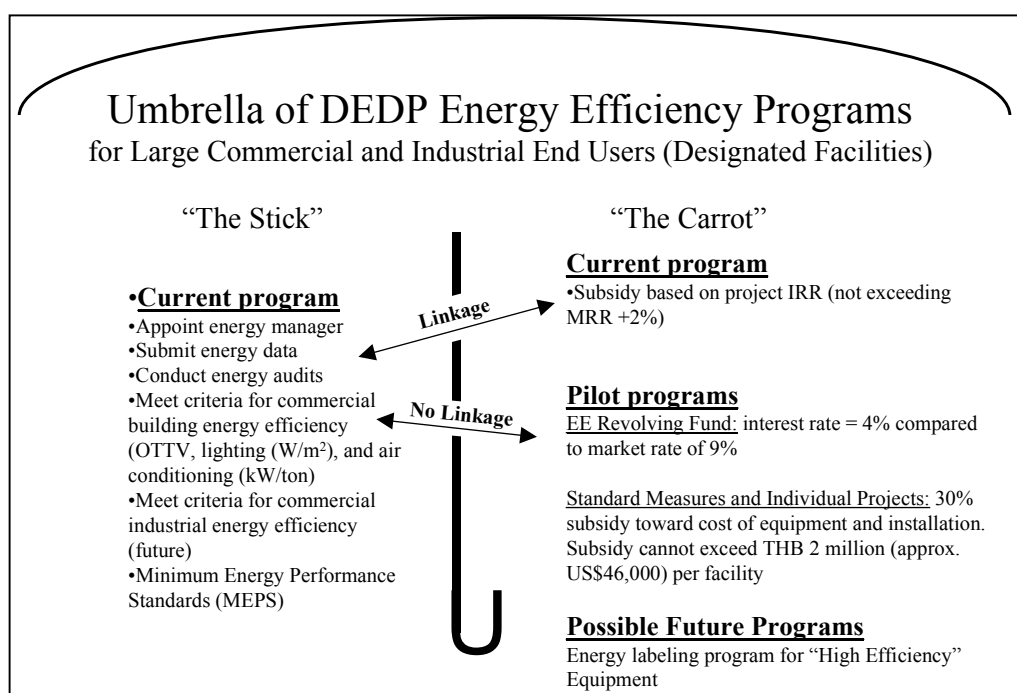 Umbrella of DEDP Energy Efficiency Programs
for Large Commercial and Industrial End Users (Designated Facilities)
“The Stick”
•Current program
•Appoint energy manager
•Submit energy data
•Conduct energy audits
•Meet criteria for commercial
building energy efficiency
(OTTV, lighting (W/m²), and air
conditioning (kW/ton)
•Meet criteria for commercial
industrial energy efficiency
(future)
•Minimum Energy Performance
Standards (MEPS)
Linkage
No Linkage
“The Carrot”
Current program
•Subsidy based on project IRR (not exceeding
MRR +2%)
Pilot programs
EE Revolving Fund: interest rate = 4% compared
to market rate of 9%
Standard Measures and Individual Projects: 30%
subsidy toward cost of equipment and installation.
Subsidy cannot exceed THB 2 million (approx.
US$46,000) per facility
Possible Future Programs
Energy labeling program for “High Efficiency”
Equipment